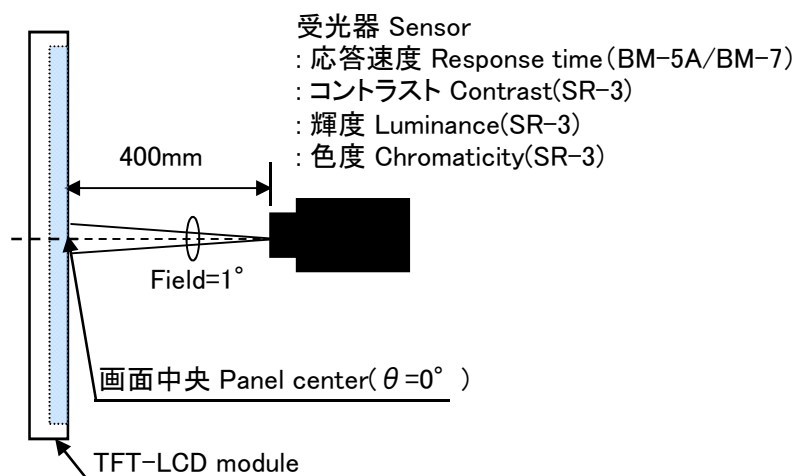 受光器 Sensor
: 応答速度 Response time(BM-5A/BM-7)
: コントラスト Contrast(SR-3)
: 輝度 Luminance(SR-3)
: 色度 Chromaticity(SR-3)
400mm
Field=1°
画面中央 Panel center( θ=0° )
TFT-LCD module